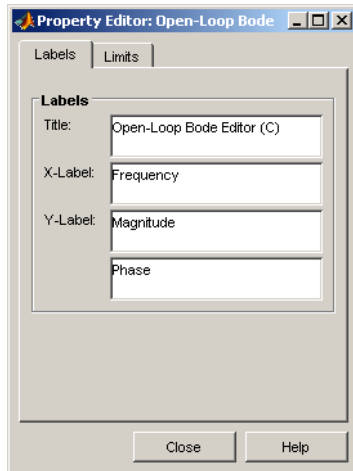 Property Editor: Open-Loop Bode
Labels Limits
Labels
Title: Open-Loop Bode Editor (C)
X-Label: Frequency
Y-Label: Magnitude
Phase
Close Help